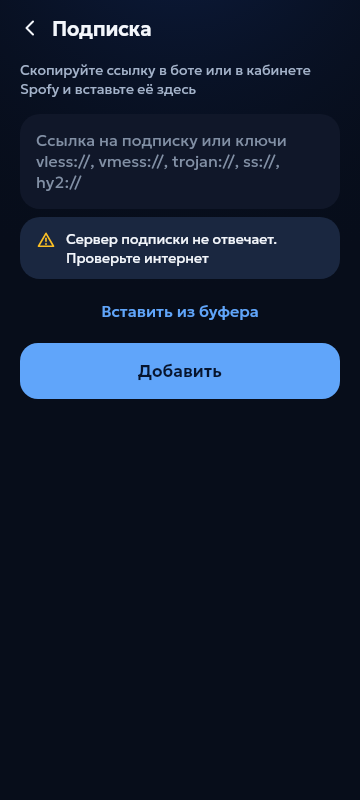 Подписка
Скопируйте ссылку в боте или в кабинете
Spofy и вставьте её здесь
Ссылка на подписку или ключи
vless://, vmess://, trojan://, ss://,
hy2://
Сервер подписки не отвечает.
Проверьте интернет
Вставить из буфера
Добавить